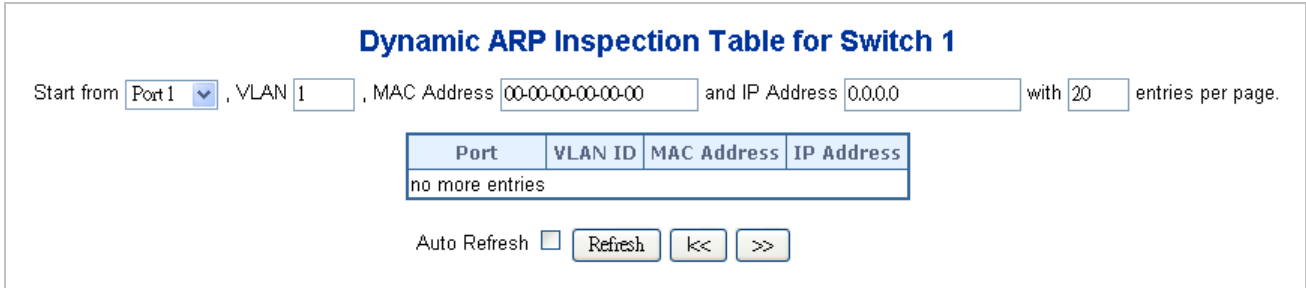 Dynamic ARP Inspection Table for Switch 1
Start from Port 1 , VLAN 1 , MAC Address 00-00-00-00-00-00 and IP Address 0.0.0.0 with 20 entries per page.
Port VLAN ID MAC Address IP Address
no more entries
Auto Refresh Refresh |<< >>